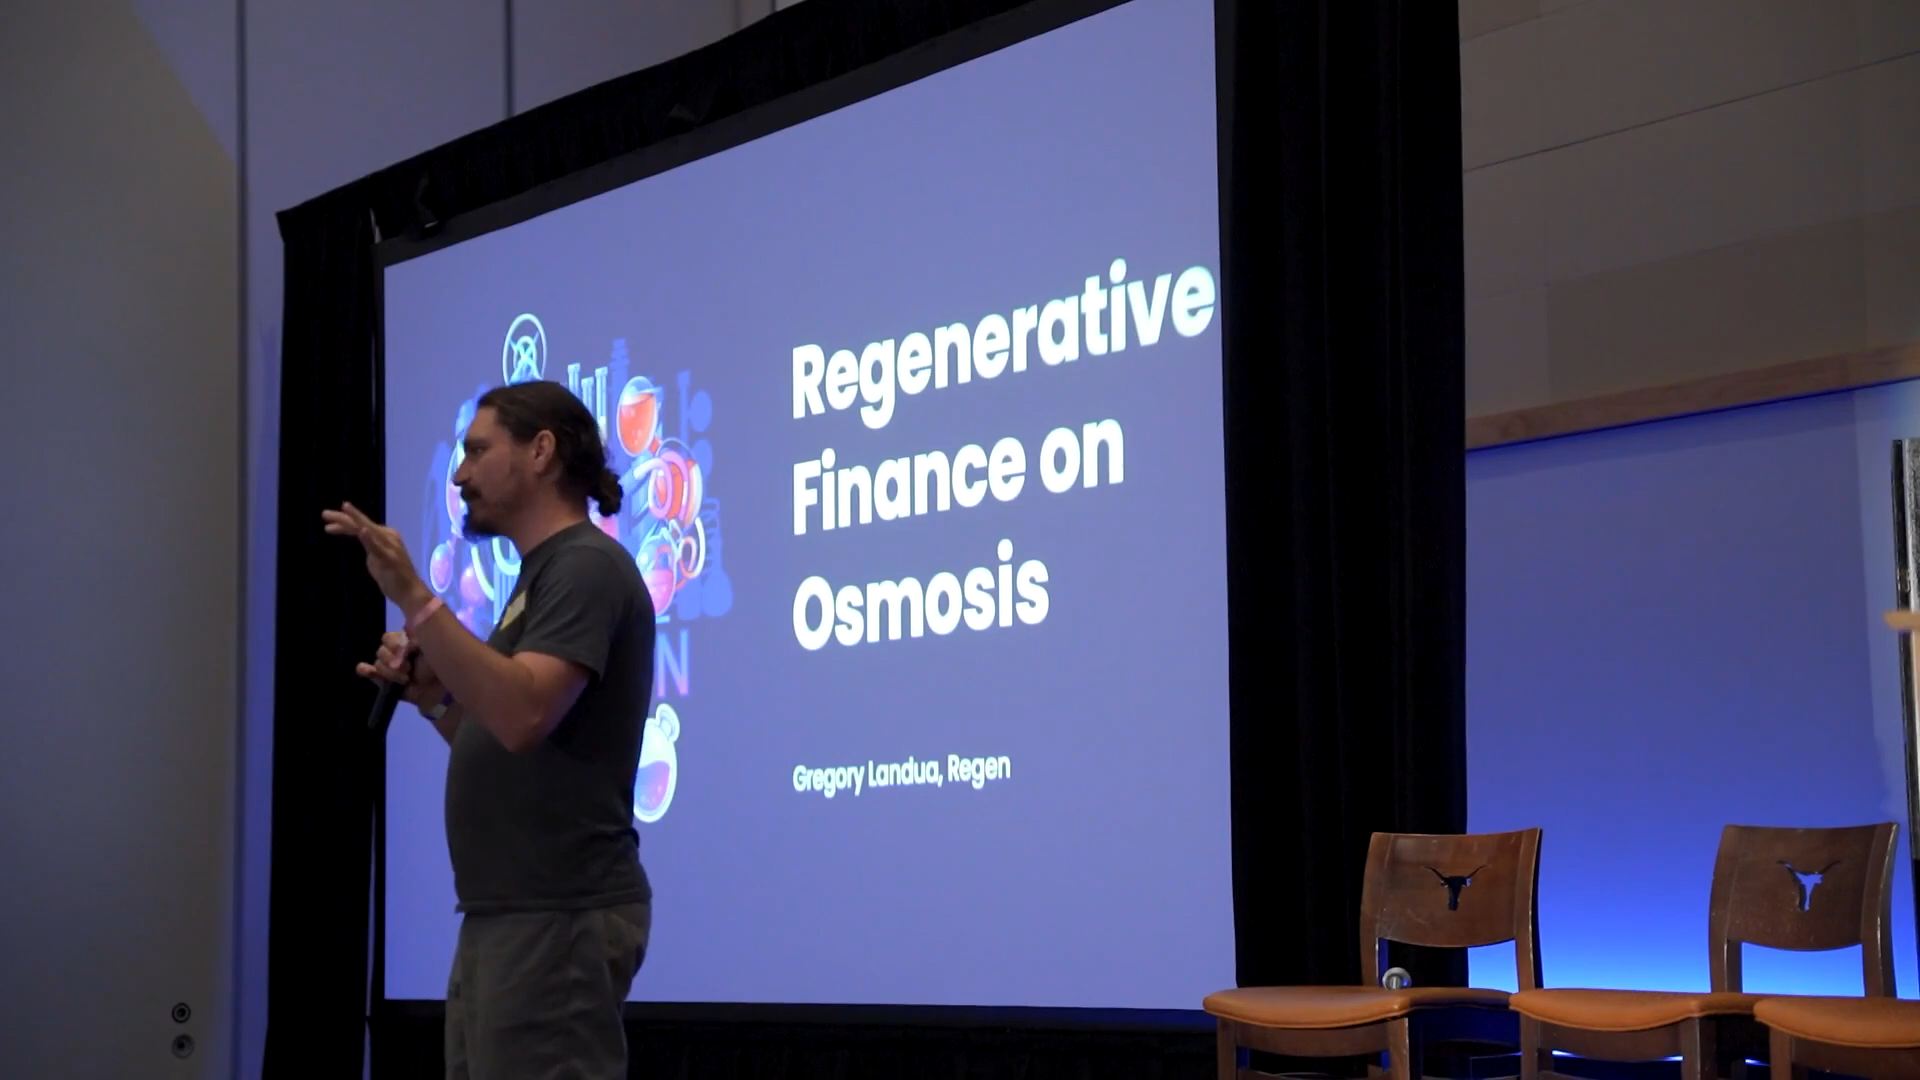 Regenerative
Finance on
Osmosis
Gregory Landua, Regen
N